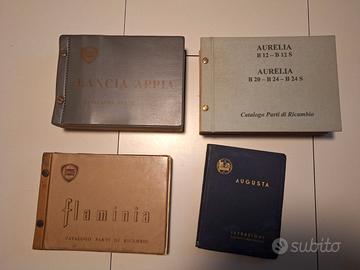 LANCIA APPIA
AURELIA
B 12 - B 12 S
AURELIA
B 20 - B 24 - B 24 S
Catalogo Parti di Ricambio
flaminia
CATALOGO PARTI DI RICAMBIO
AUGUSTA
ISTRUZIONI
subito